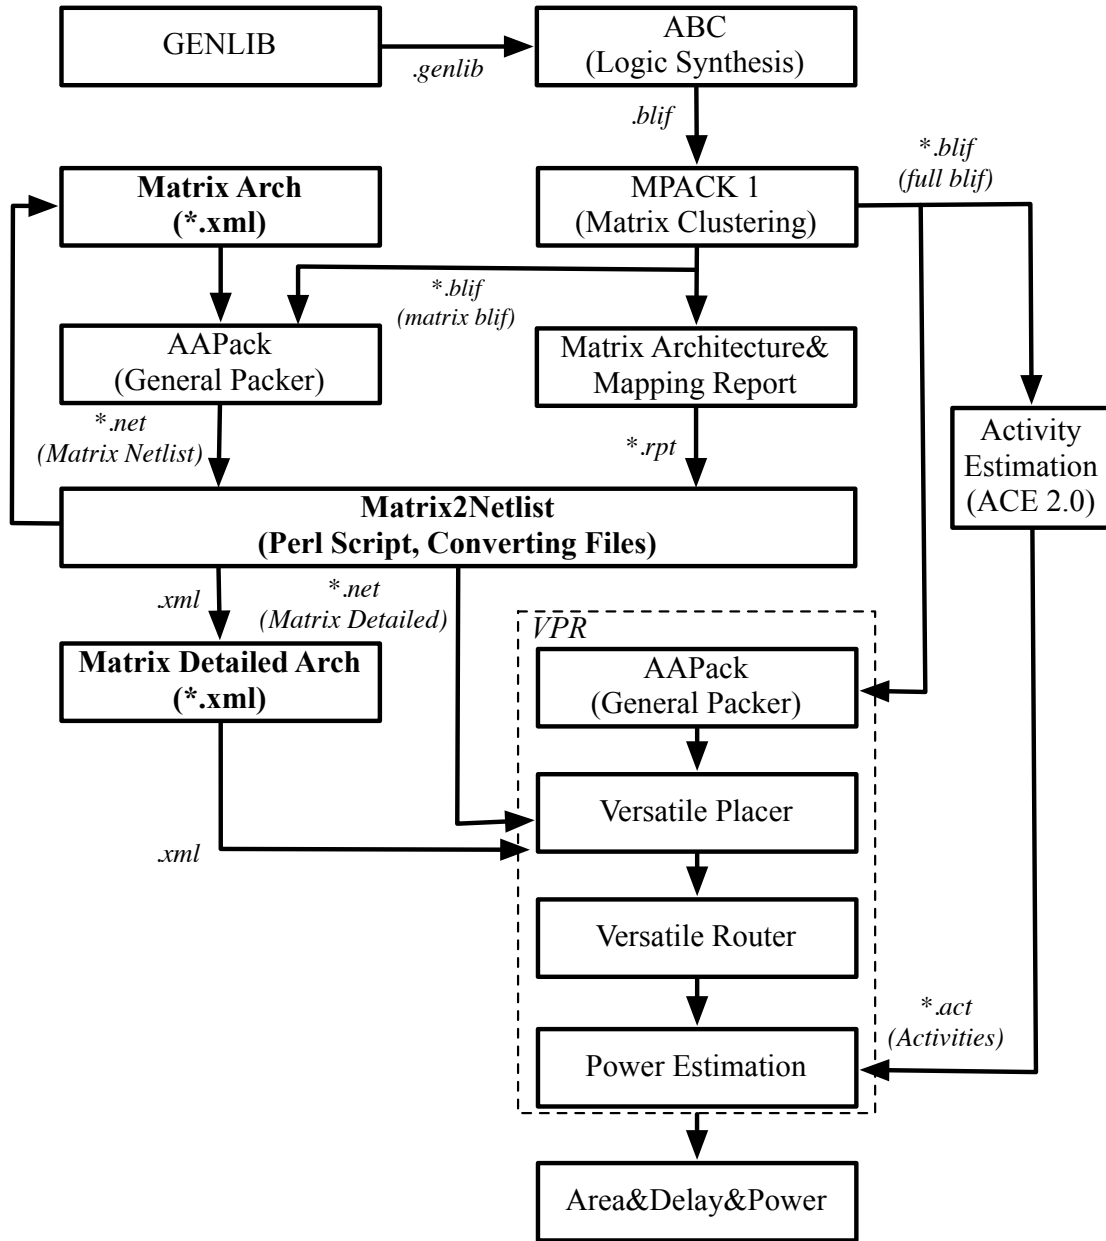 GENLIB
.genlib
ABC
(Logic Synthesis)
.blif
*.blif
(full blif)
Matrix Arch
(*.xml)
MPACK 1
(Matrix Clustering)
*.blif
(matrix blif)
AAPack
(General Packer)
Matrix Architecture&
Mapping Report
*.net
(Matrix Netlist)
*.rpt
Activity
Estimation
(ACE 2.0)
Matrix2Netlist
(Perl Script, Converting Files)
.xml
*.net
(Matrix Detailed)
VPR
Matrix Detailed Arch
(*.xml)
AAPack
(General Packer)
Versatile Placer
.xml
Versatile Router
*.act
(Activities)
Power Estimation
Area&Delay&Power